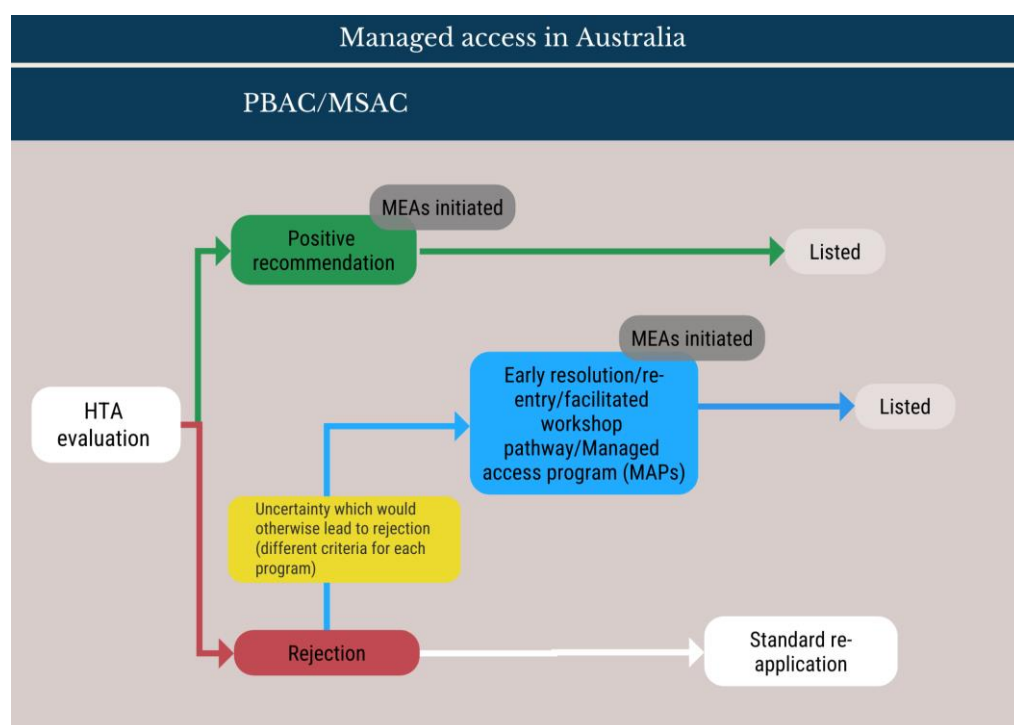 Managed access in Australia
PBAC/MSAC
MEAs initiated
Positive
recommendation
Listed
MEAs initiated
Early resolution/re-
entry/facilitated
workshop
pathway/Managed
access program (MAPs)
Listed
HTA
evaluation
Uncertainty which would
otherwise lead to rejection
(different criteria for each
program)
Rejection
Standard re-
application